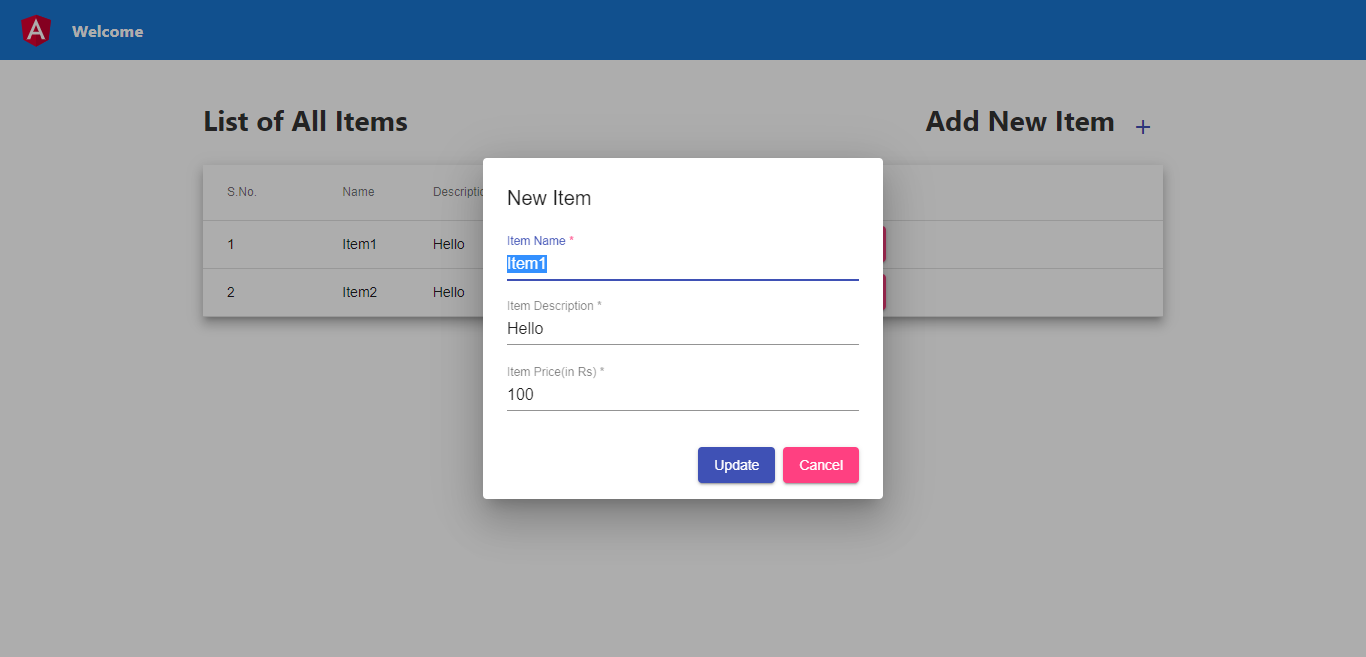 Welcome
List of All Items
Add New Item +
S.No. Name
1 Item1 Hello
2 Item2 Hello
New Item
Item Name *
Item1
Item Description *
Hello
Item Price(in Rs) *
100
Update Cancel